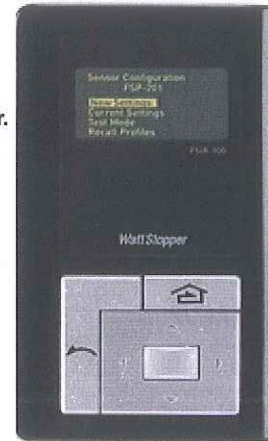 r.
Sensor Configuration
FSP-201
New Settings
Current Settings
Test Mode
Recall Profiles
FSIR-100
WattStopper